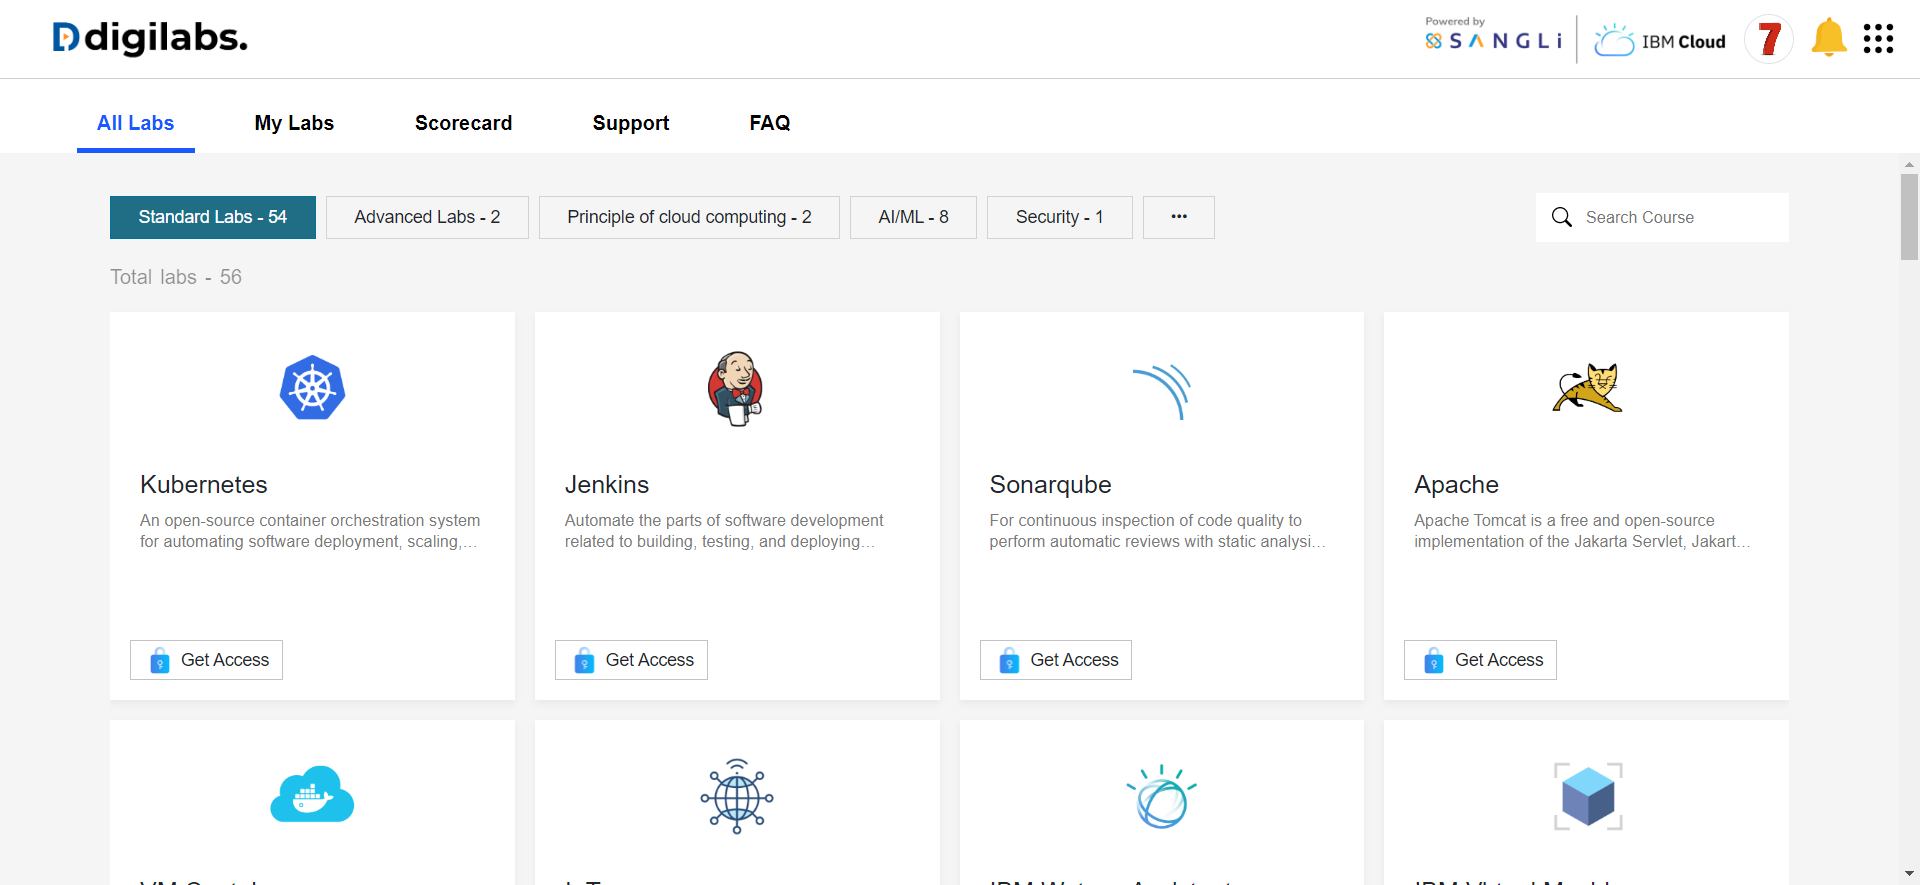 digilabs.
Powered by
SANGLi
IBM Cloud
7
All Labs
My Labs
Scorecard
Support
FAQ
Standard Labs - 54
Advanced Labs - 2
Principle of cloud computing - 2
AI/ML - 8
Security - 1
•••
Search Course
Total labs - 56
Kubernetes
An open-source container orchestration system
for automating software deployment, scaling,...
Get Access
Jenkins
Automate the parts of software development
related to building, testing, and deploying...
Get Access
Sonarqube
For continuous inspection of code quality to
perform automatic reviews with static analysi...
Get Access
Apache
Apache Tomcat is a free and open-source
implementation of the Jakarta Servlet, Jakart...
Get Access